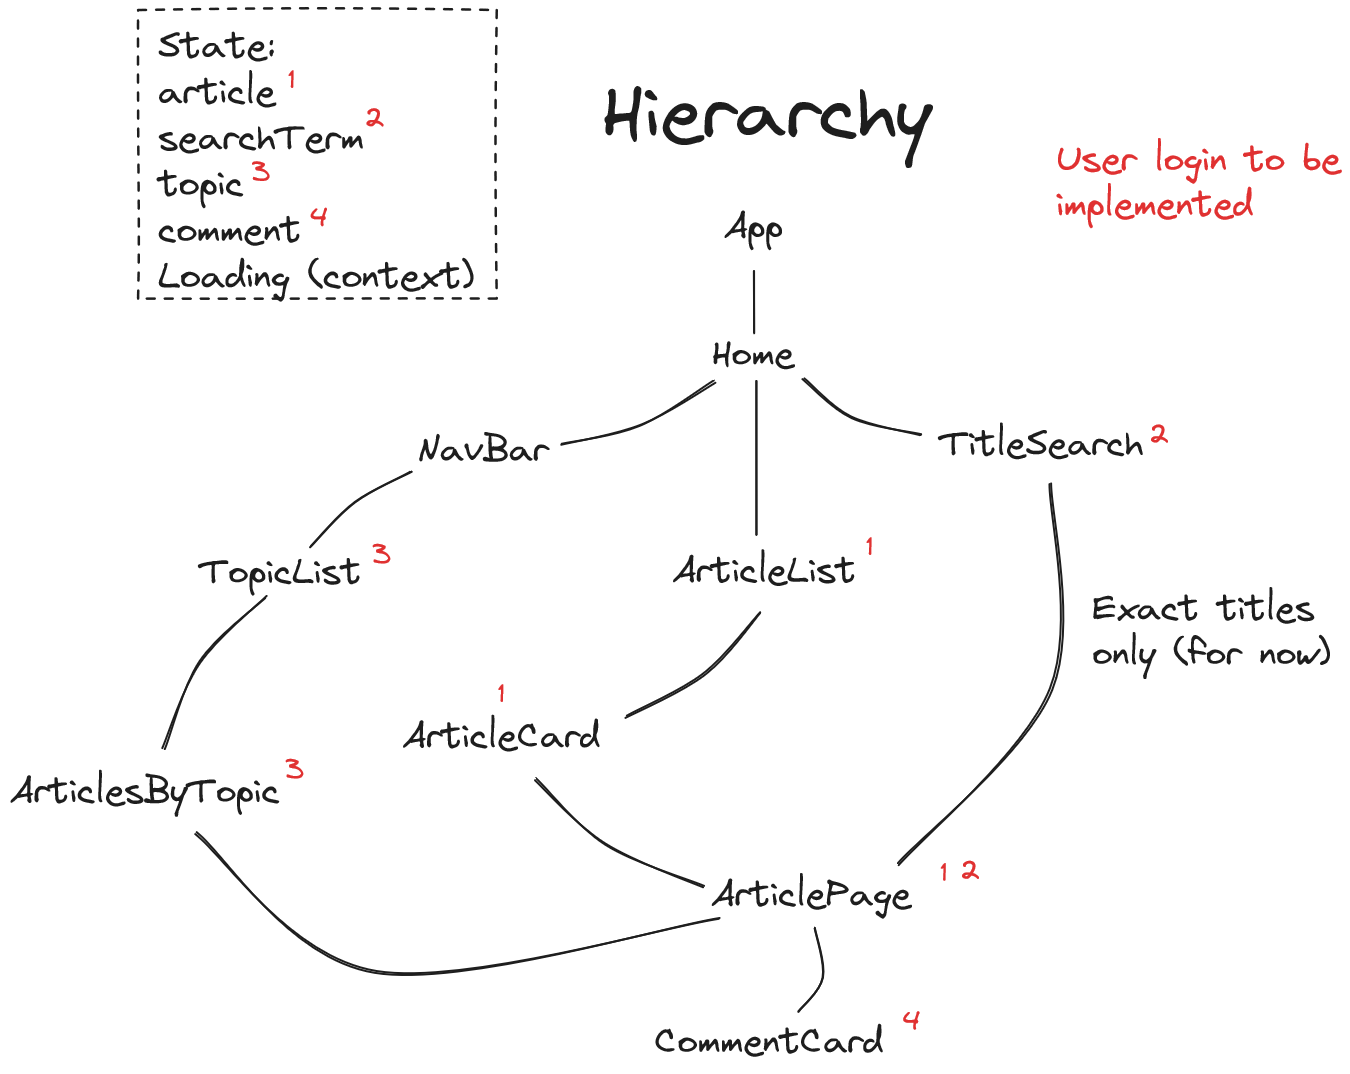 State:
article 1
searchTerm 2
topic 3
comment 4
Loading (context)
Hierarchy
User login to be
implemented
App
Home
NavBar
TitleSearch 2
TopicList 3
ArticleList 1
Exact titles
only (for now)
1
ArticleCard
ArticlesByTopic 3
ArticlePage 1 2
CommentCard 4